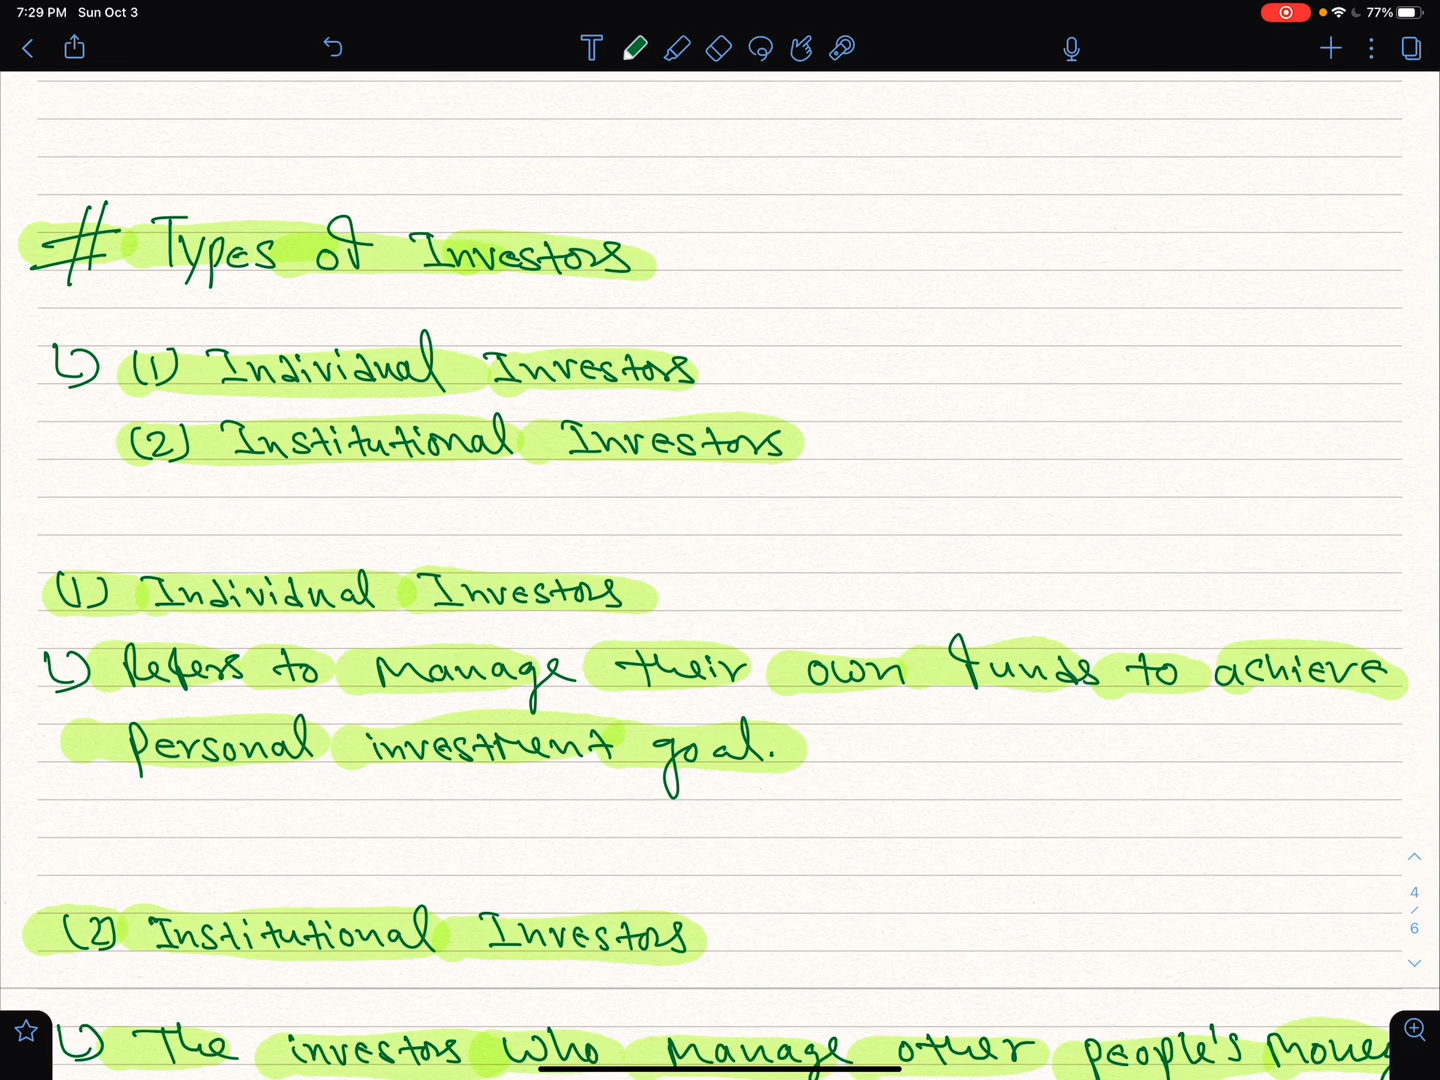 7:29 PM Sun Oct 3 77%
# Types of Investors
↳ (1) Individual Investors
(2) Institutional Investors
(1) Individual Investors
↳ Refers to manage their own funds to achieve
personal investment goal.
(2) Institutional Investors
↳ The investors who manage other people's money
4
/
6